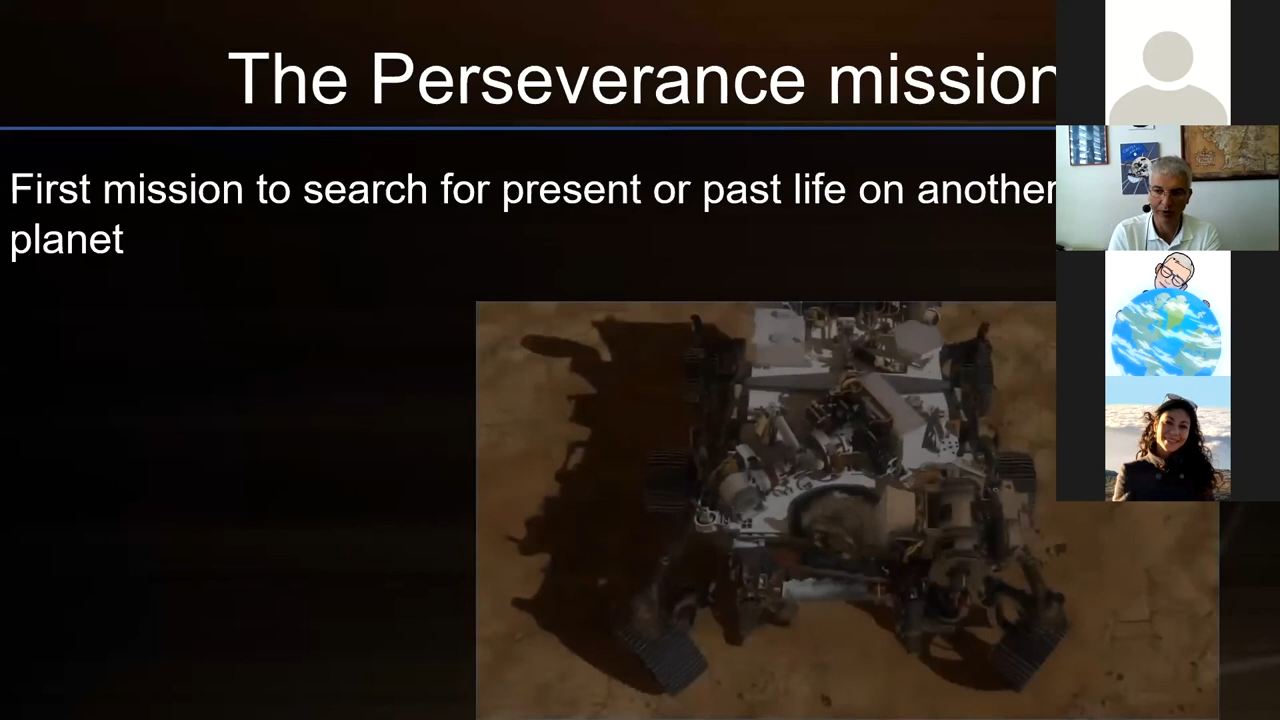 The Perseverance mission
First mission to search for present or past life on another
planet